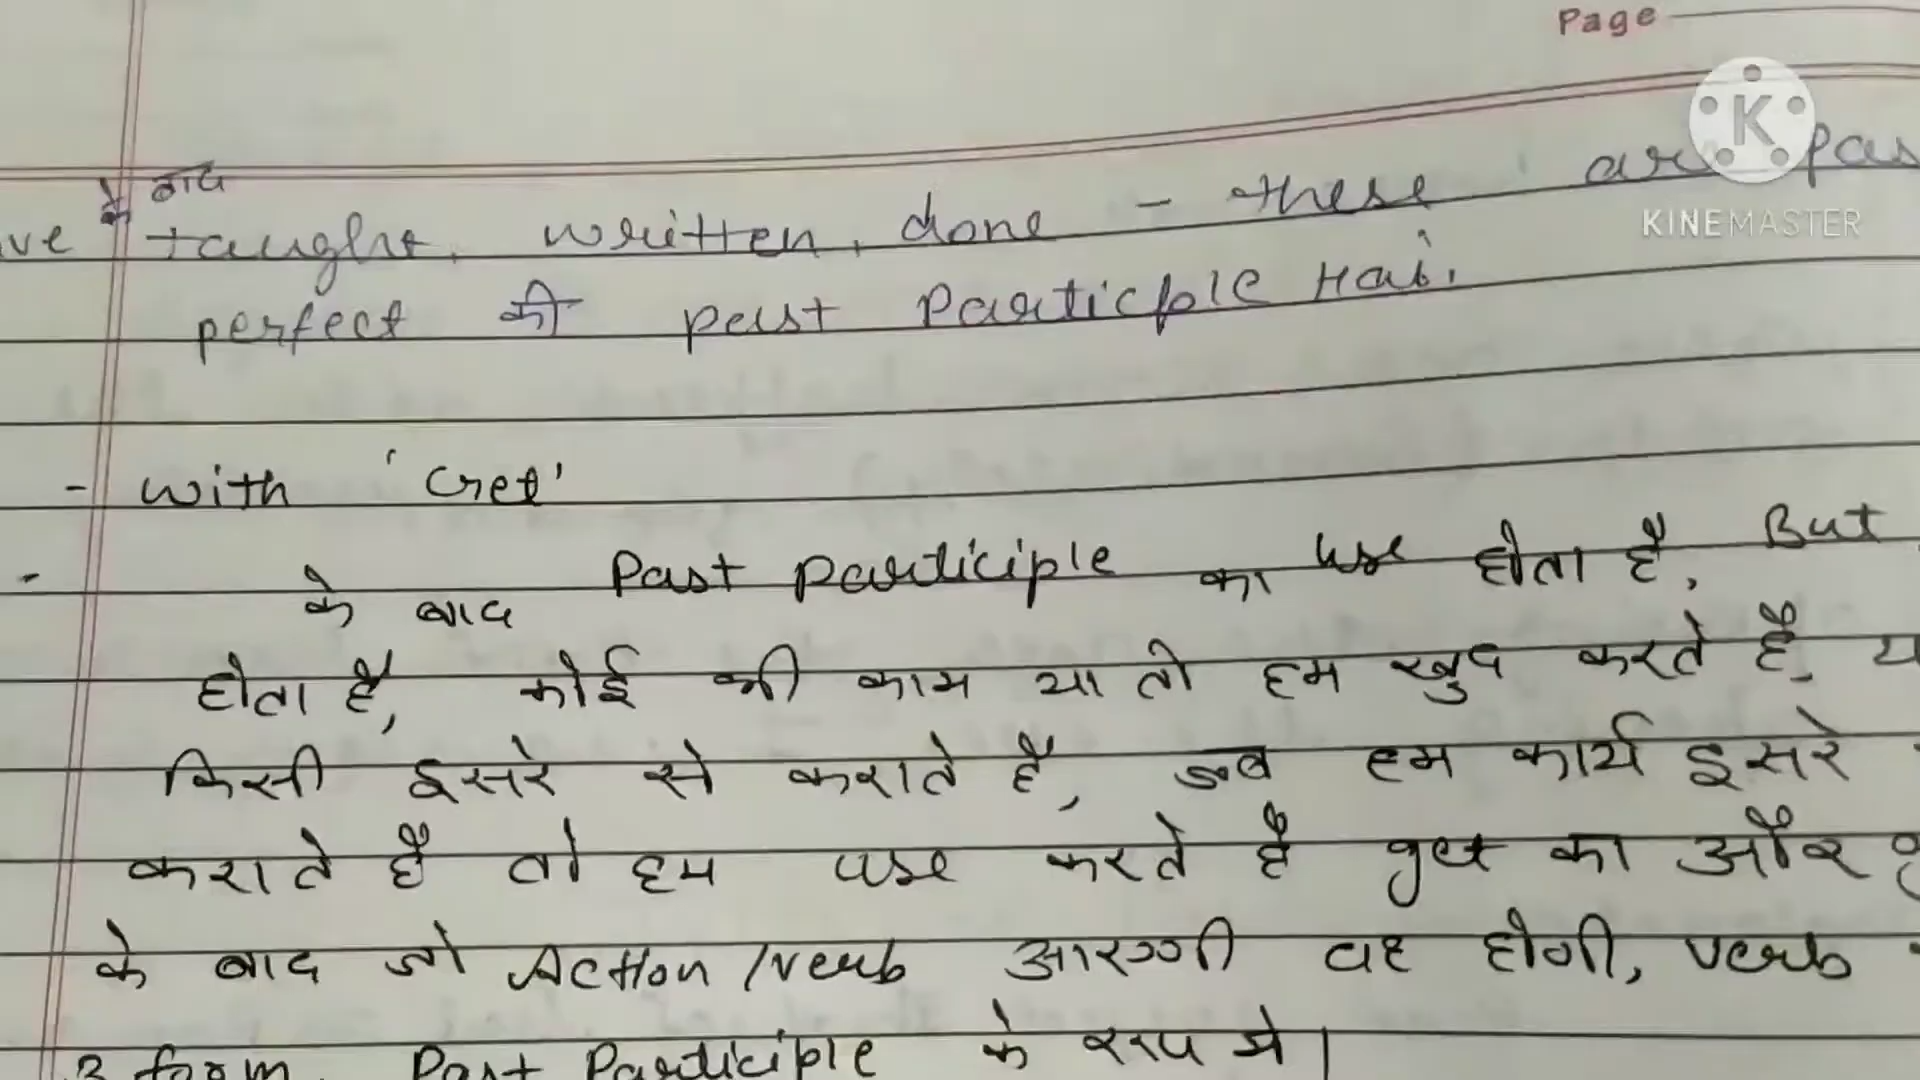 Page
के बाद
ve taught, written, done - these are pas
perfect की past Participle Hai.
KINEMASTER
- with 'Get'
- के बाद Past participle का use होता है, But
होता है, कोई भी काम या तो हम खुद करते है, य
किसी दुसरे से कराते है, जब हम कार्य दुसरे
कराते है तो हम use करते है get का और
के बाद जो Action /verb आएगी वह होगी, verb
3 form, Past Participle के रूप मे।